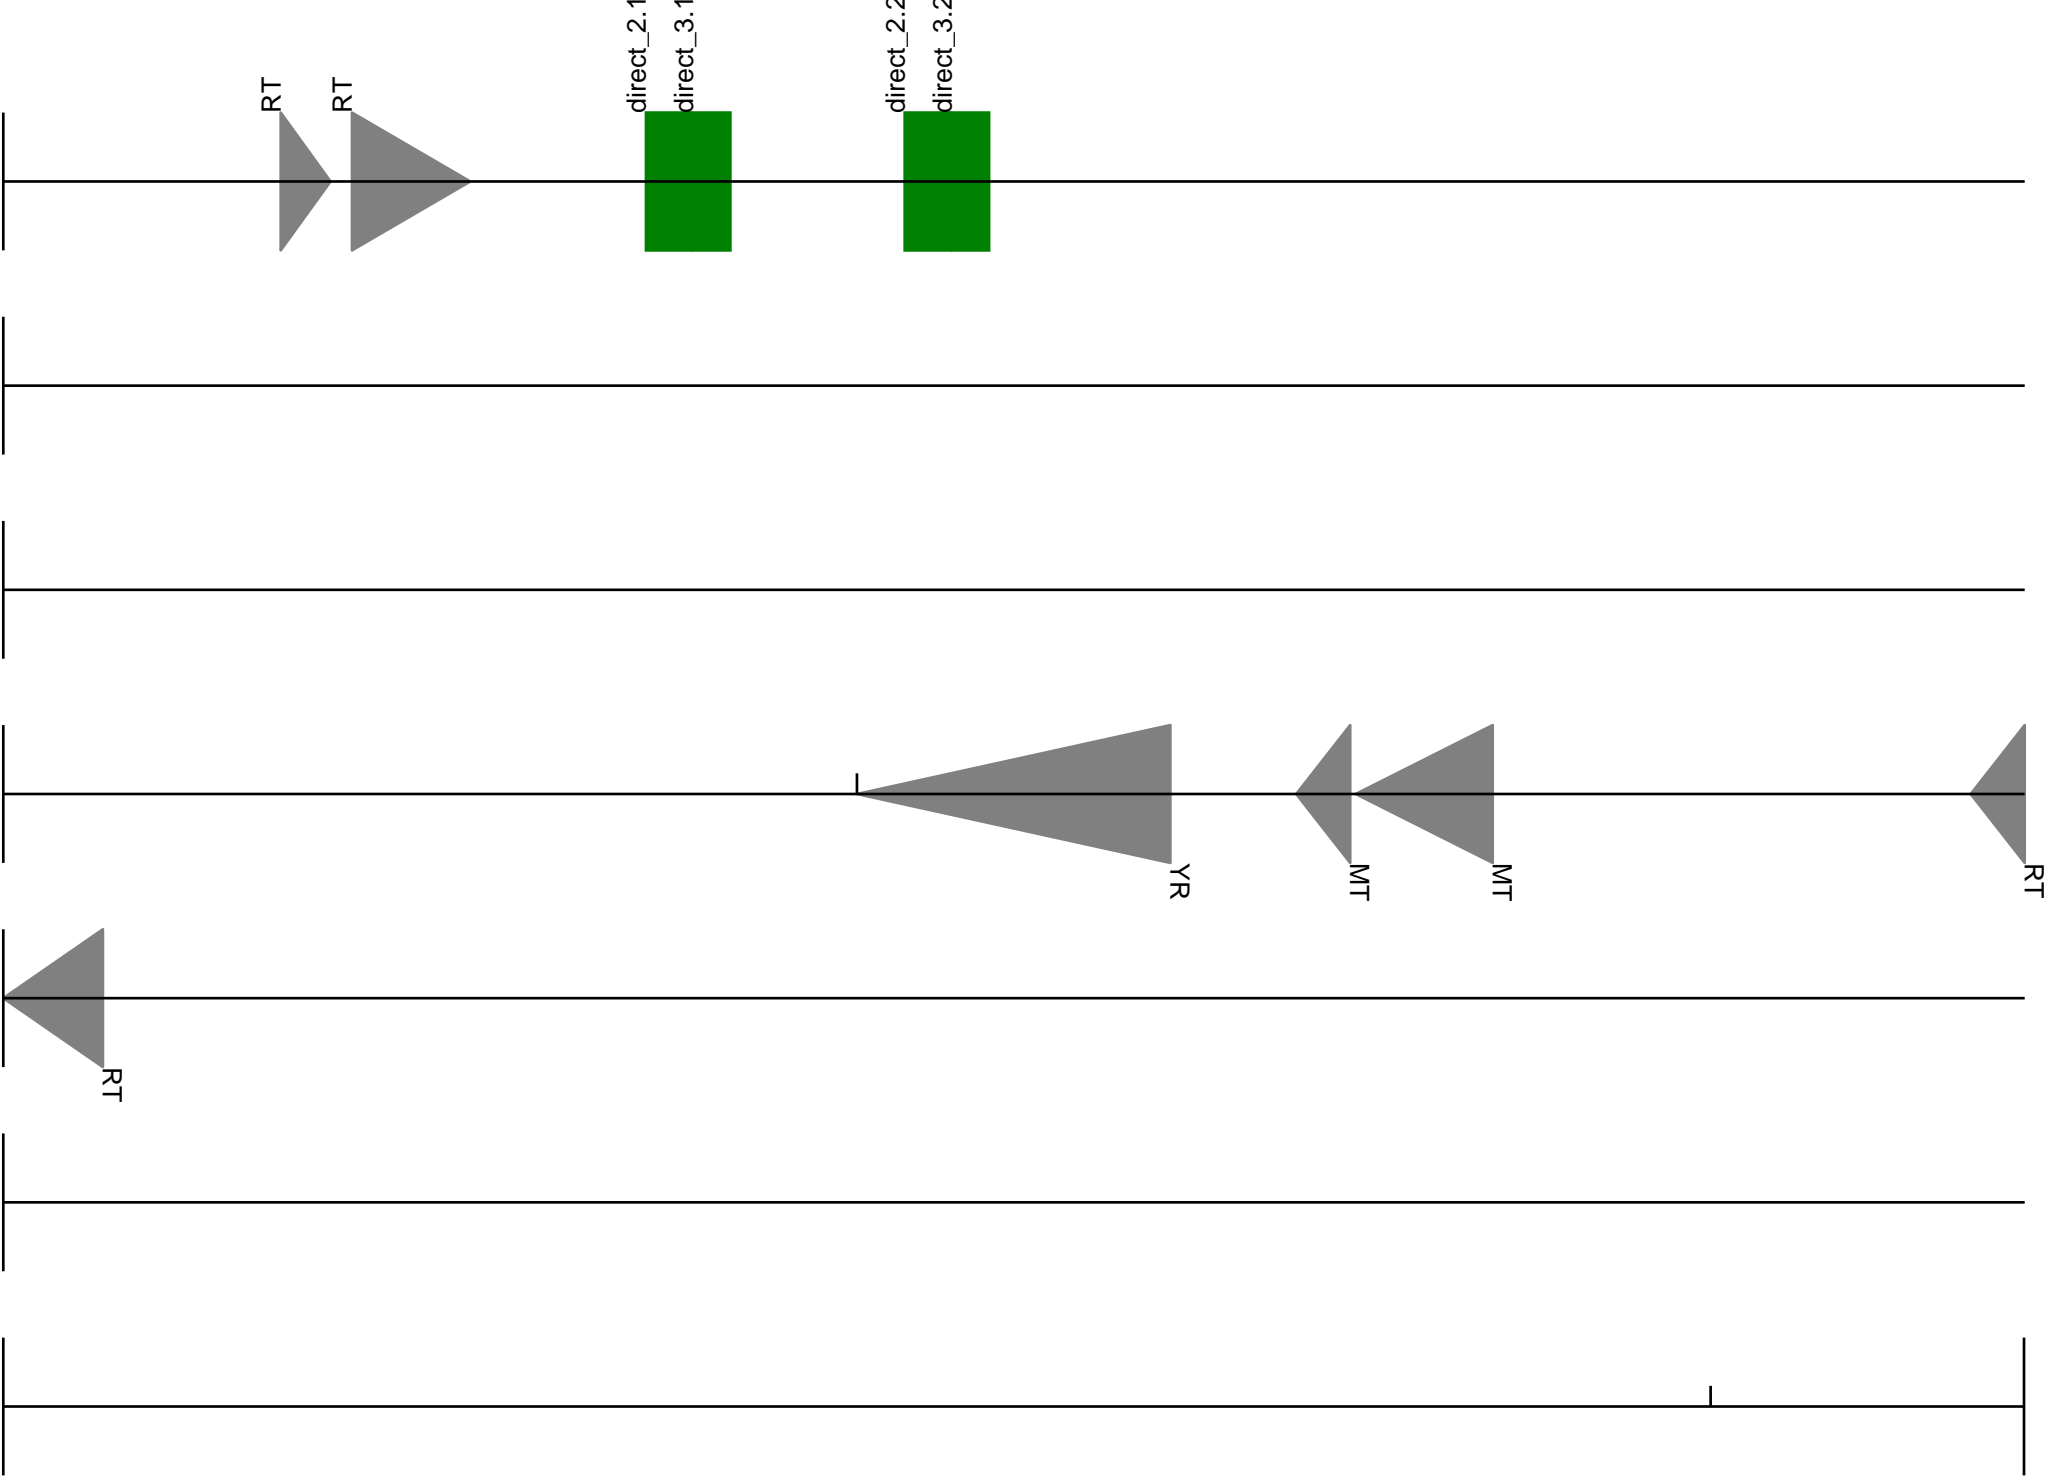 RT
RT
direct_2.1
direct_3.1
direct_2.2
direct_3.2
YR
MT
MT
RT
RT